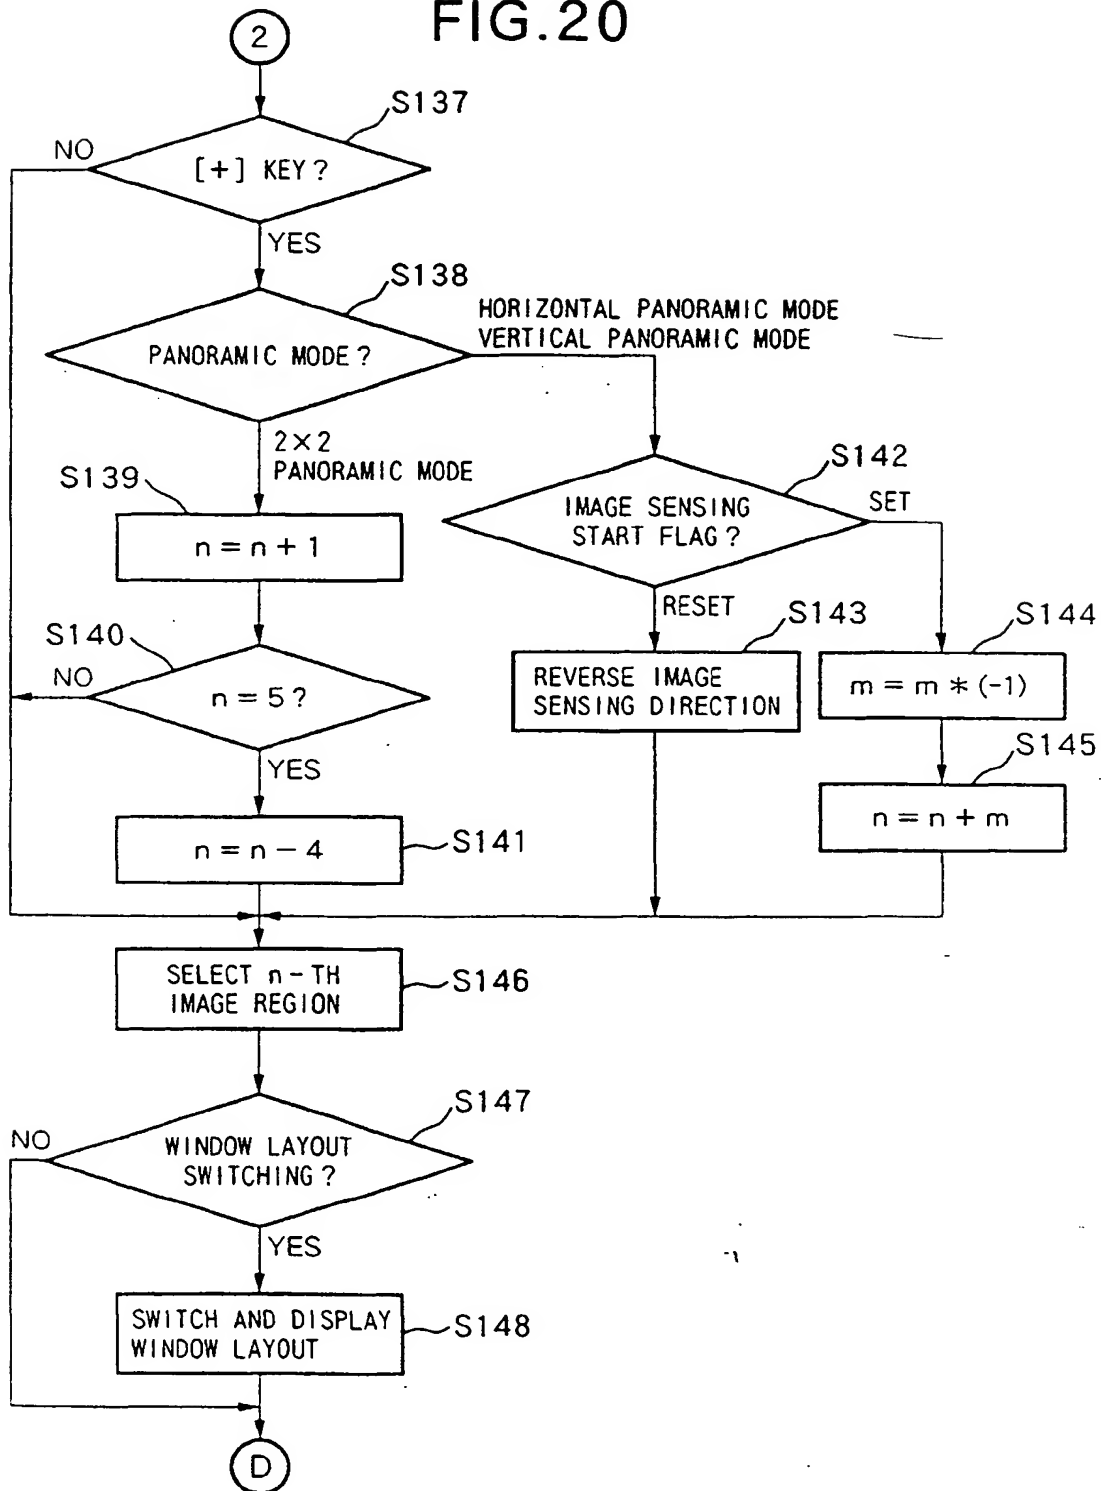 FIG.20
2
S137
NO
[+] KEY?
YES
S138
HORIZONTAL PANORAMIC MODE
VERTICAL PANORAMIC MODE
PANORAMIC MODE?
2×2
PANORAMIC MODE
S139
n=n+1
S142
IMAGE SENSING
START FLAG?
SET
RESET
S140
NO
n=5?
YES
S143
REVERSE IMAGE
SENSING DIRECTION
S144
m=m*(-1)
S145
n=n+m
n=n-4
S141
SELECT n-TH
IMAGE REGION
S146
S147
NO
WINDOW LAYOUT
SWITCHING?
YES
SWITCH AND DISPLAY
WINDOW LAYOUT
S148
D